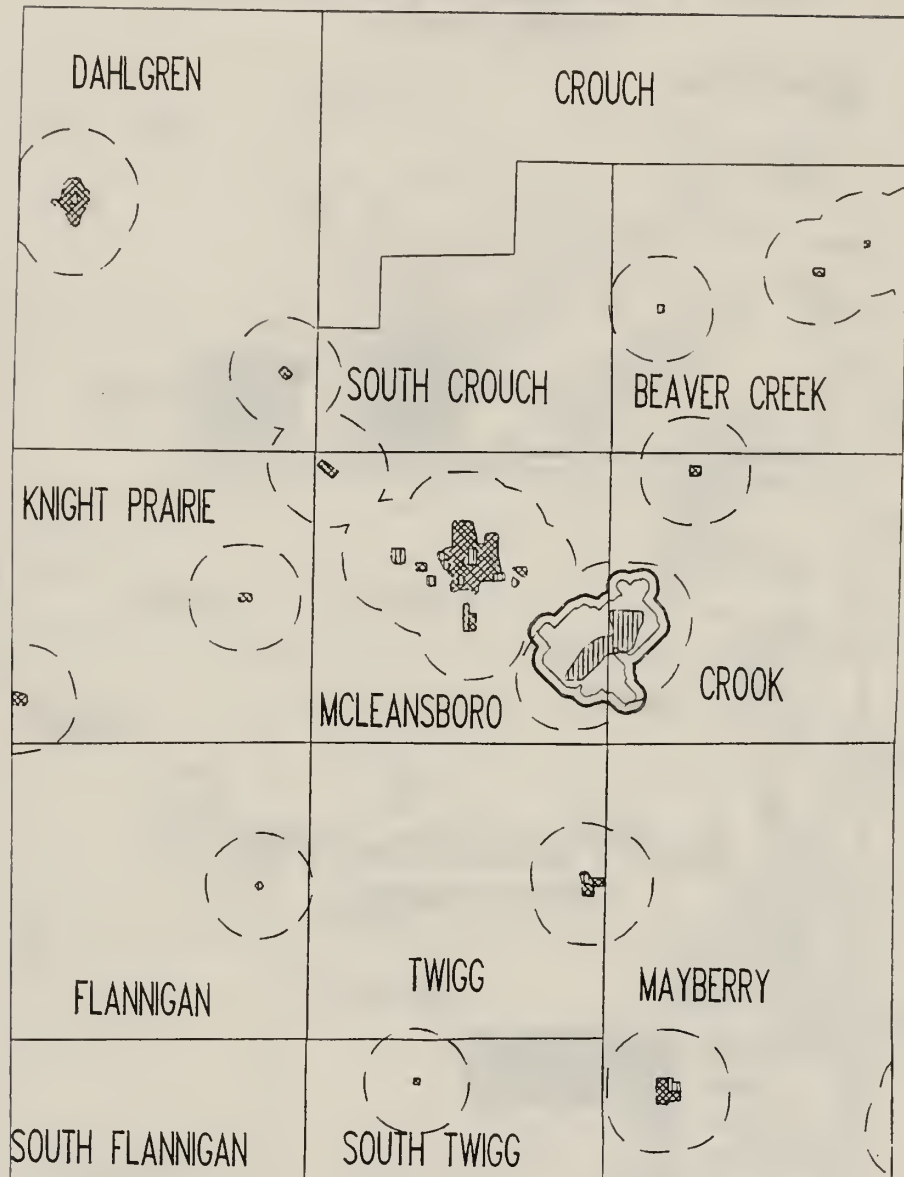 DAHLGREN
CROUCH
SOUTH CROUCH
BEAVER CREEK
KNIGHT PRAIRIE
MCLEANSBORO
CROOK
FLANNIGAN
TWIGG
MAYBERRY
SOUTH FLANNIGAN
SOUTH TWIGG